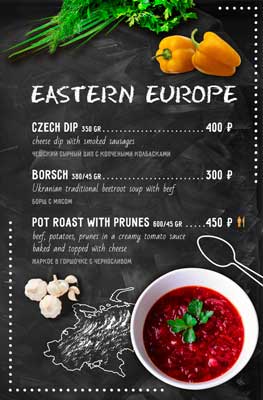 EASTERN EUROPE
CZECH DIP 350 GR 400 ₽
cheese dip with smoked sausages
ЧЕШСКИЙ СЫРНЫЙ ДИП С КОПЧЕНЫМИ КОЛБАСКАМИ
BORSCH 380/45 GR 300 ₽
Ukranian traditional beetroot soup with beef
БОРЩ С МЯСОМ
POT ROAST WITH PRUNES 600/45 GR 450 ₽
beef, potatoes, prunes in a creamy tomato sauce
baked and topped with cheese
ЖАРКОЕ В ГОРШОЧКЕ С ЧЕРНОСЛИВОМ